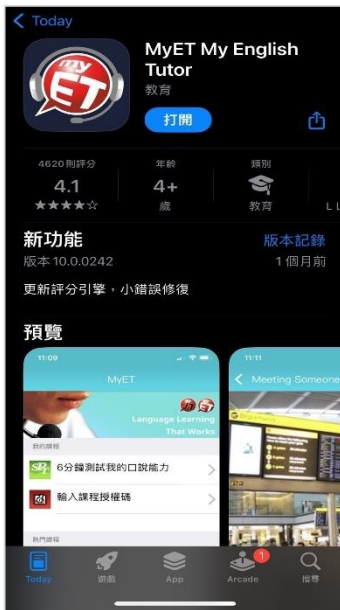 Today
my
ET
MyET My English
Tutor
教育
打開
4620則評分
年齡
類別
4.1
4+
★★★★☆
歲
教育
新功能
版本記錄
版本 10.0.0242
1 個月前
更新評分引擎，小錯誤修復
預覽
11:09
MyET
Language Learning
That Works
我的課程
6分鐘測試我的口說能力
輸入課程授權碼
熱門課程
11:11
Meeting Someone
Today
遊戲
App
Arcade
1
搜尋